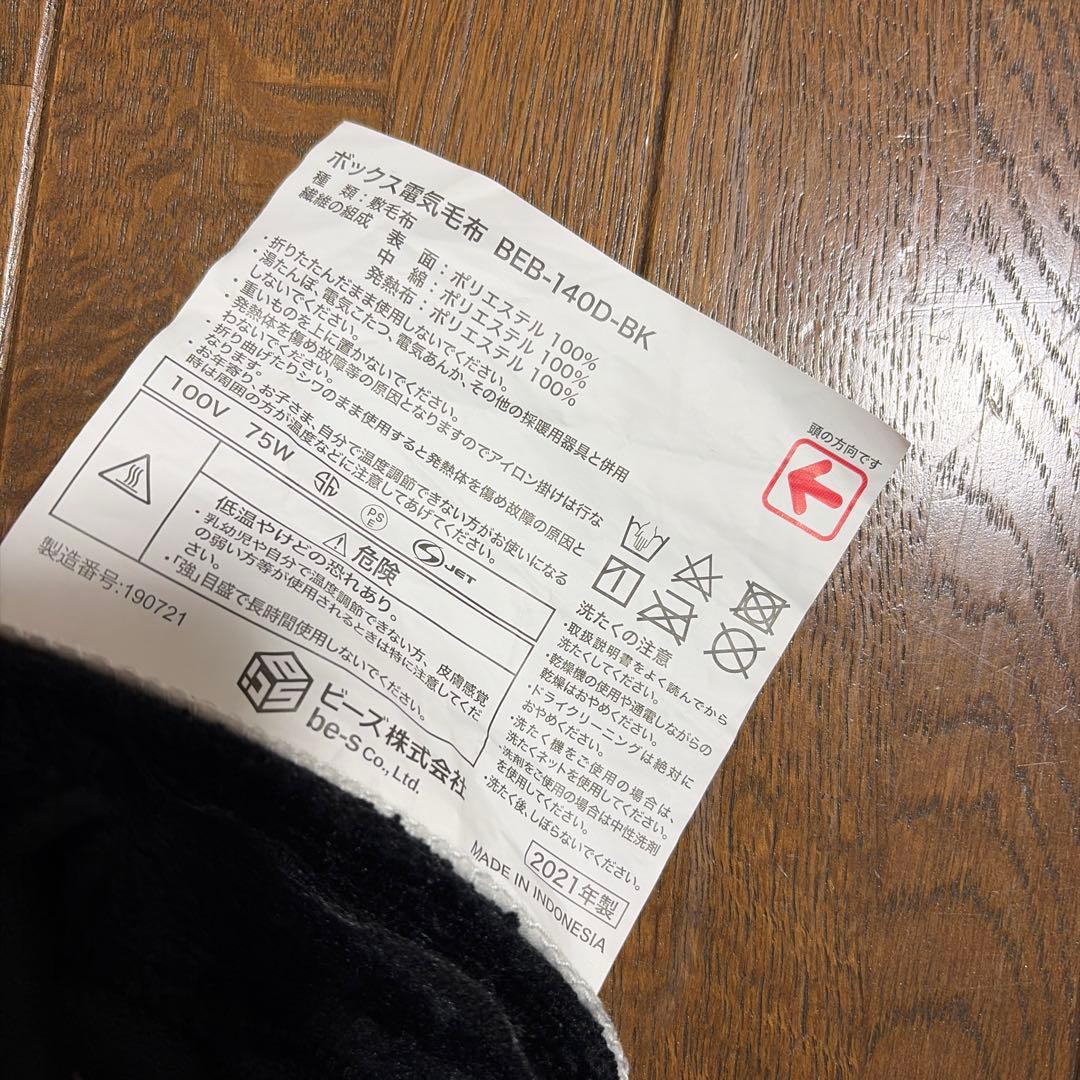 ボックス電気毛布 BEB-140D-BK
種 類：敷毛布
繊維の組成
表 面：ポリエステル 100%
中 綿：ポリエステル 100%
発熱布：ポリエステル 100%
・折りたたんだまま使用しないでください。
・湯たんぽ、電気こたつ、電気あんか、その他の採暖用器具と併用
しないでください。
・重いものを上に置かないでください。
・発熱体を傷め故障等の原因となりますのでアイロン掛けは行な
わないでください。
・折り曲げたりシワのまま使用すると発熱体を傷め故障の原因と
なります。
・お年寄り、お子さま、自分で温度調節できない方がお使いになる
時は周囲の方が温度などに注意してあげてください。
100V 75W
PS
E
JET
危険
低温やけどの恐れあり。
・乳幼児や自分で温度調節できない方、皮膚感覚
の弱い方等が使用されるときは特に注意してくだ
さい。
・「強」目盛で長時間使用しないでください。
製造番号:190721
ビーズ株式会社
be-s Co., Ltd.
頭の方向です
洗たくの注意
・取扱説明書をよく読んでから
洗たくしてください。
・乾燥機の使用や通電しながらの
乾燥はおやめください。
・ドライクリーニングは絶対に
おやめください。
・洗たく機をご使用の場合は、
洗たくネットを使用してください。
・洗剤をご使用の場合は中性洗剤
を使用してください。
・洗たく後、しぼらないでください。
2021年製
MADE IN INDONESIA